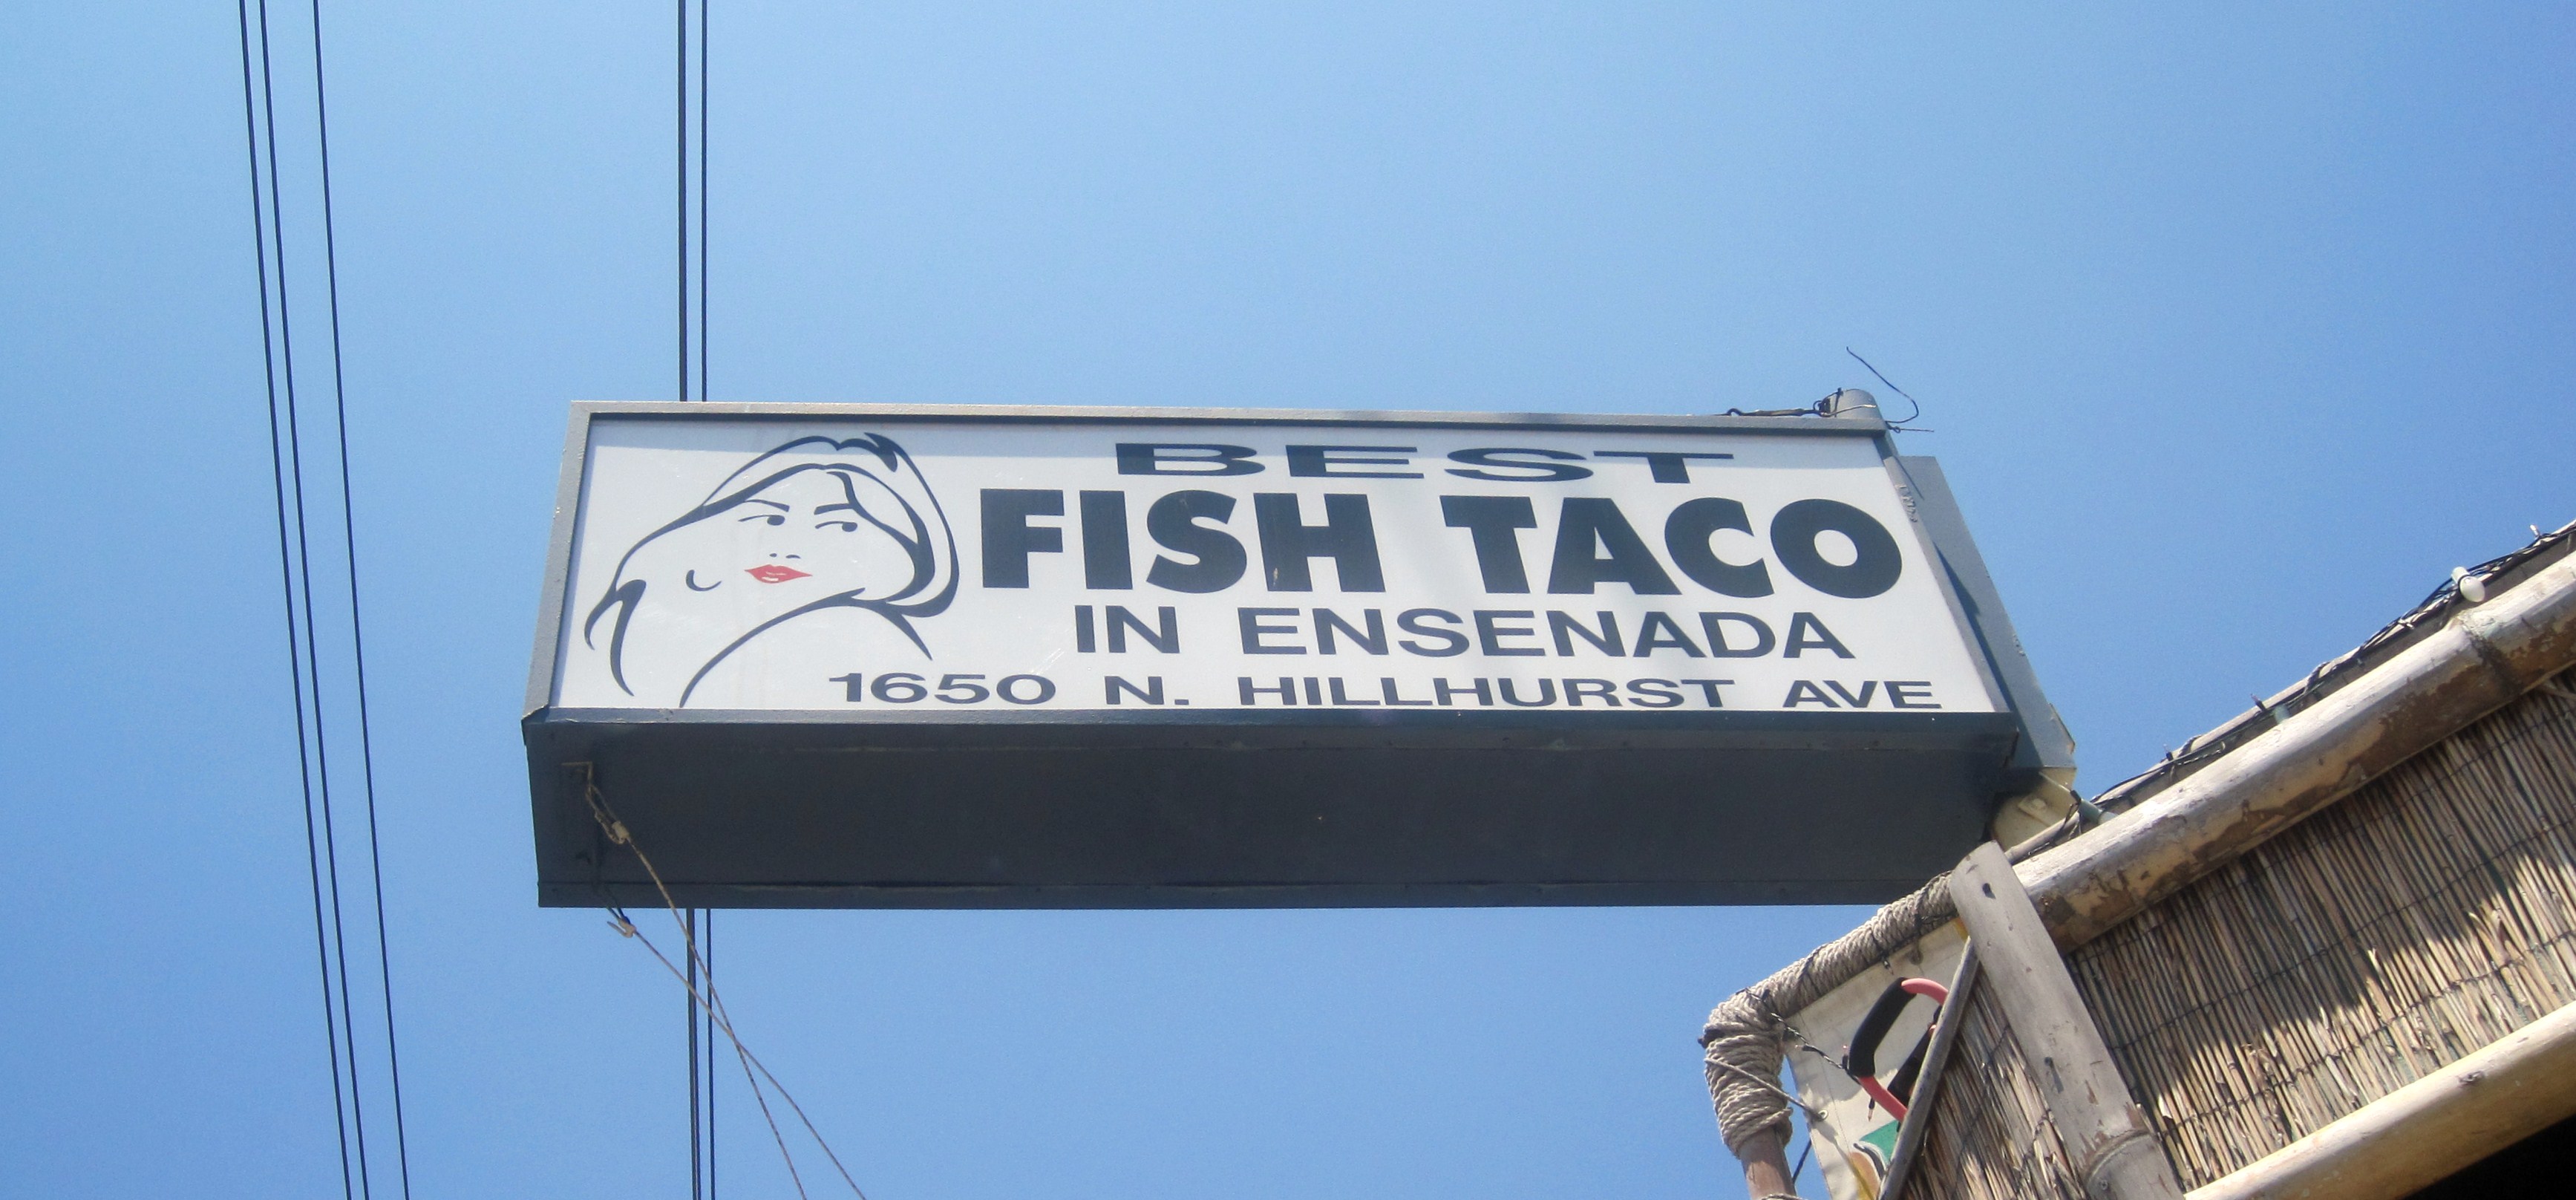 BEST
FISH TACO
IN ENSENADA
1650 N. HILLHURST AVE